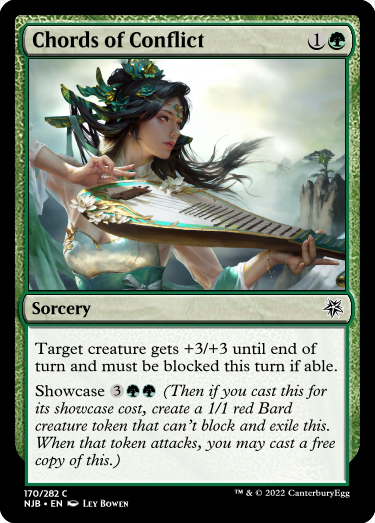 Chords of Conflict 1
Sorcery
Target creature gets +3/+3 until end of
turn and must be blocked this turn if able.
Showcase 3 (Then if you cast this for
its showcase cost, create a 1/1 red Bard
creature token that can't block and exile this.
When that token attacks, you may cast a free
copy of this.)
170/282 C
NJB • EN Ley Bowen
™ & © 2022 CanterburyEgg